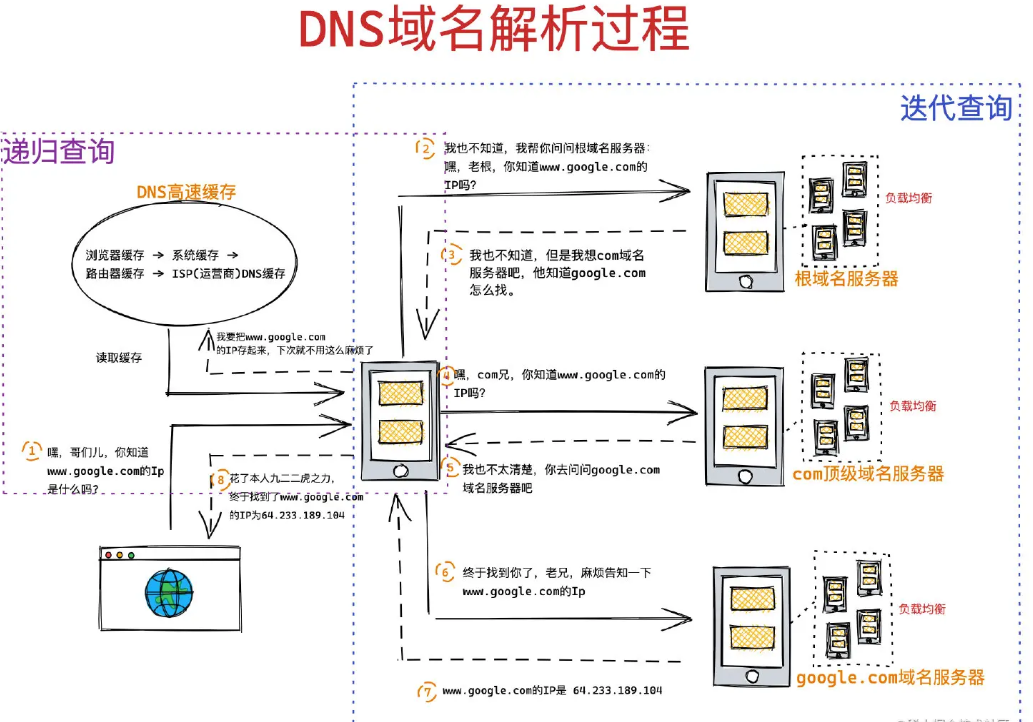 DNS域名解析过程
迭代查询
递归查询
DNS高速缓存
浏览器缓存 → 系统缓存 →
路由器缓存 → ISP(运营商)DNS缓存
读取缓存
我要把www.google.com
的IP存起来，下次就不用这么麻烦了
1
嘿，哥们儿，你知道
www.google.com的Ip
是什么吗?
8
花了本人九二二虎之力，
终于找到了www.google.com
的IP为64.233.189.104
2
我也不知道，我帮你问问根域名服务器:
嘿，老根，你知道www.google.com的
IP吗?
3
我也不知道，但是我想com域名
服务器吧，他知道google.com
怎么找。
负载均衡
根域名服务器
4
嘿，com兄，你知道www.google.com的
IP吗?
5
我也不太清楚，你去问问google.com
域名服务器吧
负载均衡
com顶级域名服务器
6
终于找到你了，老兄，麻烦告知一下
www.google.com的Ip
负载均衡
google.com域名服务器
7
www.google.com的IP是 64.233.189.104